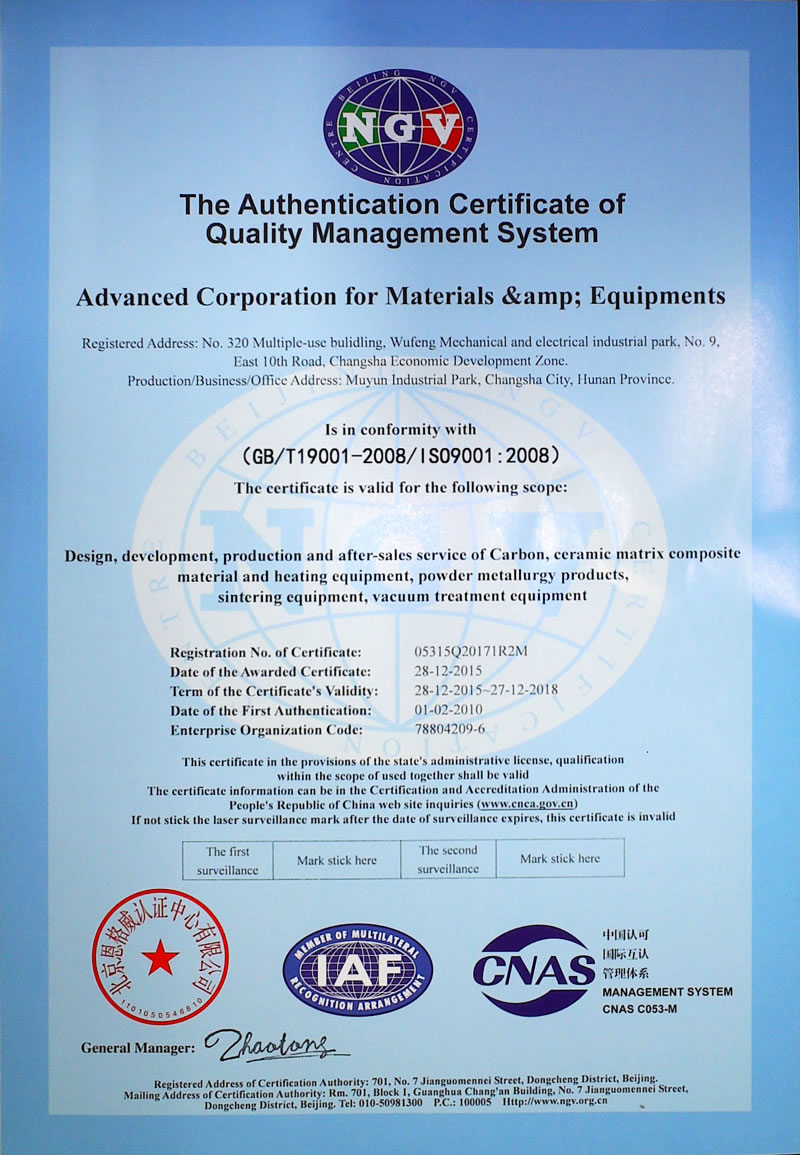 BEIJING NGV CERTIFICATION CENTRE
NGV
The Authentication Certificate of
Quality Management System
Advanced Corporation for Materials &amp; Equipments
Registered Address: No. 320 Multiple-use bulidling, Wufeng Mechanical and electrical industrial park, No. 9,
East 10th Road, Changsha Economic Development Zone.
Production/Business/Office Address: Muyun Industrial Park, Changsha City, Hunan Province.
Is in conformity with
(GB/T19001-2008/ISO9001:2008)
The certificate is valid for the following scope:
Design, development, production and after-sales service of Carbon, ceramic matrix composite
material and heating equipment, powder metallurgy products,
sintering equipment, vacuum treatment equipment
Registration No. of Certificate: 05315Q20171R2M
Date of the Awarded Certificate: 28-12-2015
Term of the Certificate's Validity: 28-12-2015~27-12-2018
Date of the First Authentication: 01-02-2010
Enterprise Organization Code: 78804209-6
This certificate in the provisions of the state's administrative license, qualification
within the scope of used together shall be valid
The certificate information can be in the Certification and Accreditation Administration of the
People's Republic of China web site inquiries (www.cnca.gov.cn)
If not stick the laser surveillance mark after the date of surveillance expires, this certificate is invalid
The first surveillance
Mark stick here
The second surveillance
Mark stick here
北京恩格威认证中心有限公司
1101050546810
MEMBER OF MULTILATERAL
IAF
RECOGNITION ARRANGEMENT
CNAS
中国认可
国际互认
管理体系
MANAGEMENT SYSTEM
CNAS C053-M
General Manager: Zhaotong
Registered Address of Certification Authority: 701, No. 7 Jianguomennei Street, Dongcheng District, Beijing.
Mailing Address of Certification Authority: Rm. 701, Block 1, Guanghua Chang'an Building, No. 7 Jianguomennei Street,
Dongcheng District, Beijing. Tel: 010-50981300 P.C.: 100005 Http://www.ngv.org.cn